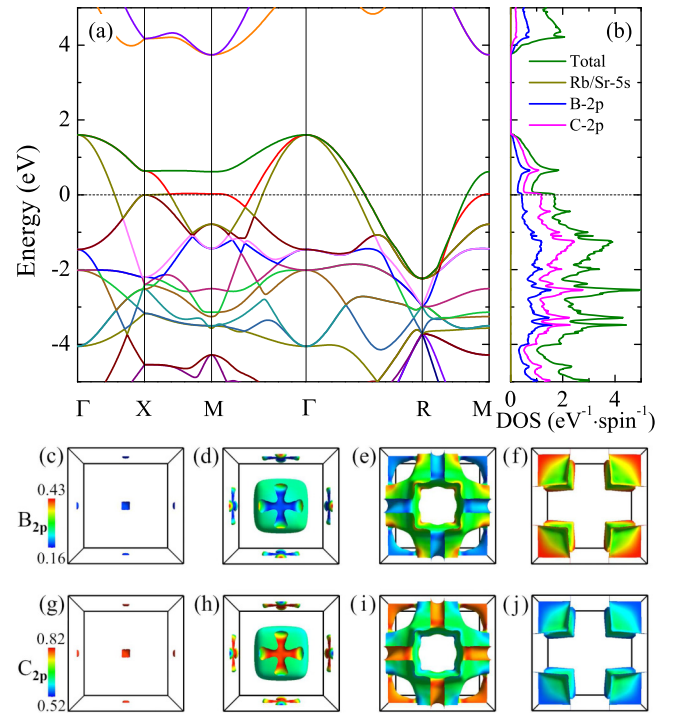 (a)
(b)
Energy (eV)
4
2
0
-2
-4
Γ
X
M
Γ
R
M
Total
Rb/Sr-5s
B-2p
C-2p
0
2
4
DOS (eV⁻¹·spin⁻¹)
(c)
(d)
(e)
(f)
0.43
B₂ₚ
0.16
(g)
(h)
(i)
(j)
0.82
C₂ₚ
0.52